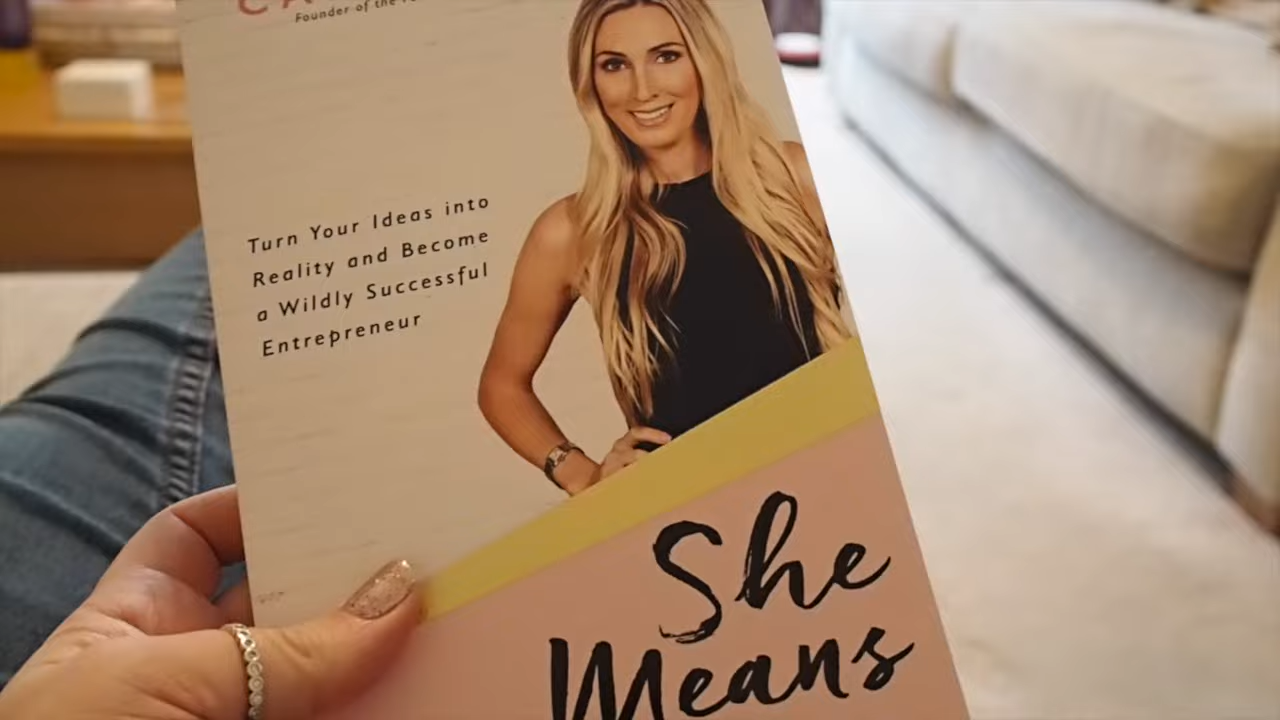 Founder of the
Turn Your Ideas into
Reality and Become
a Wildly Successful
Entrepreneur
She
Means